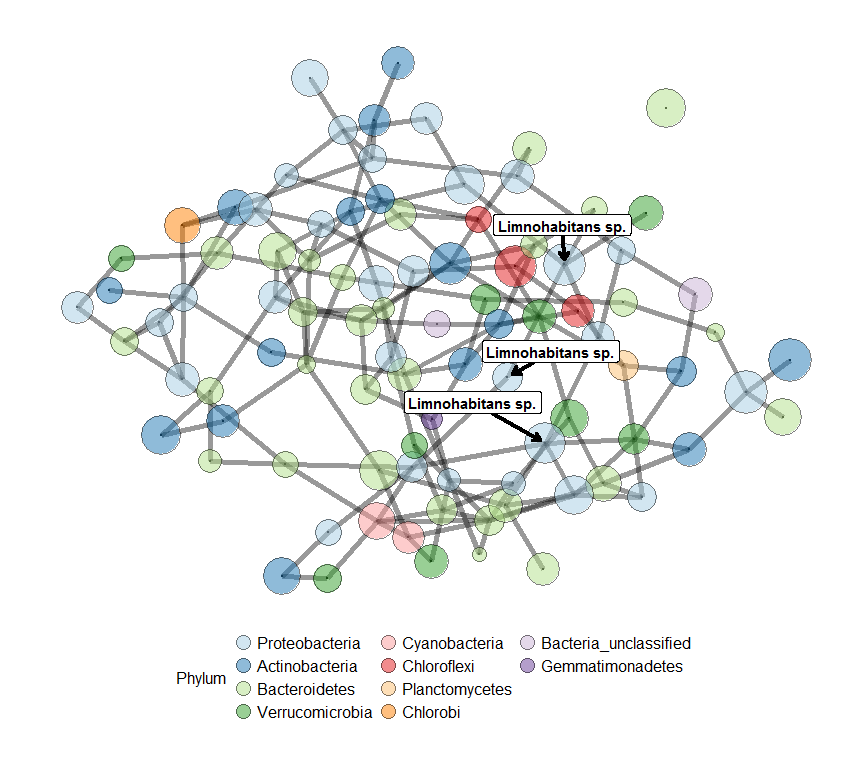 Limnohabitans sp.
Limnohabitans sp.
Limnohabitans sp.
Phylum
Proteobacteria
Actinobacteria
Bacteroidetes
Verrucomicrobia
Cyanobacteria
Chloroflexi
Planctomycetes
Chlorobi
Bacteria_unclassified
Gemmatimonadetes